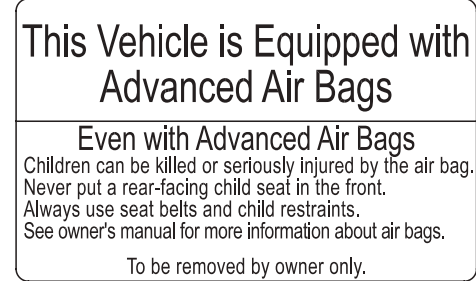 This Vehicle is Equipped with
Advanced Air Bags
Even with Advanced Air Bags
Children can be killed or seriously injured by the air bag.
Never put a rear-facing child seat in the front.
Always use seat belts and child restraints.
See owner's manual for more information about air bags.
To be removed by owner only.